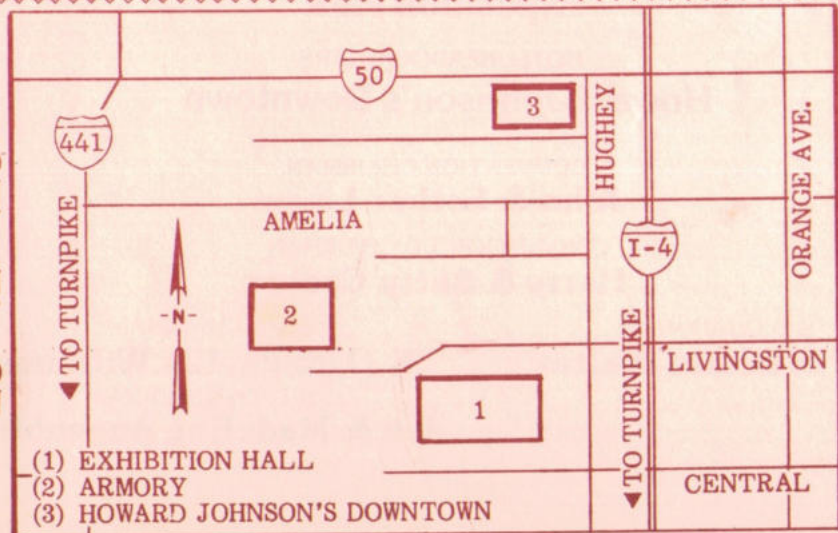 50
3
441
HUGHEY
ORANGE AVE.
AMELIA
I-4
2
-N-
◀ TO TURNPIKE
◀ TO TURNPIKE
LIVINGSTON
1
(1) EXHIBITION HALL
(2) ARMORY
(3) HOWARD JOHNSON'S DOWNTOWN
CENTRAL